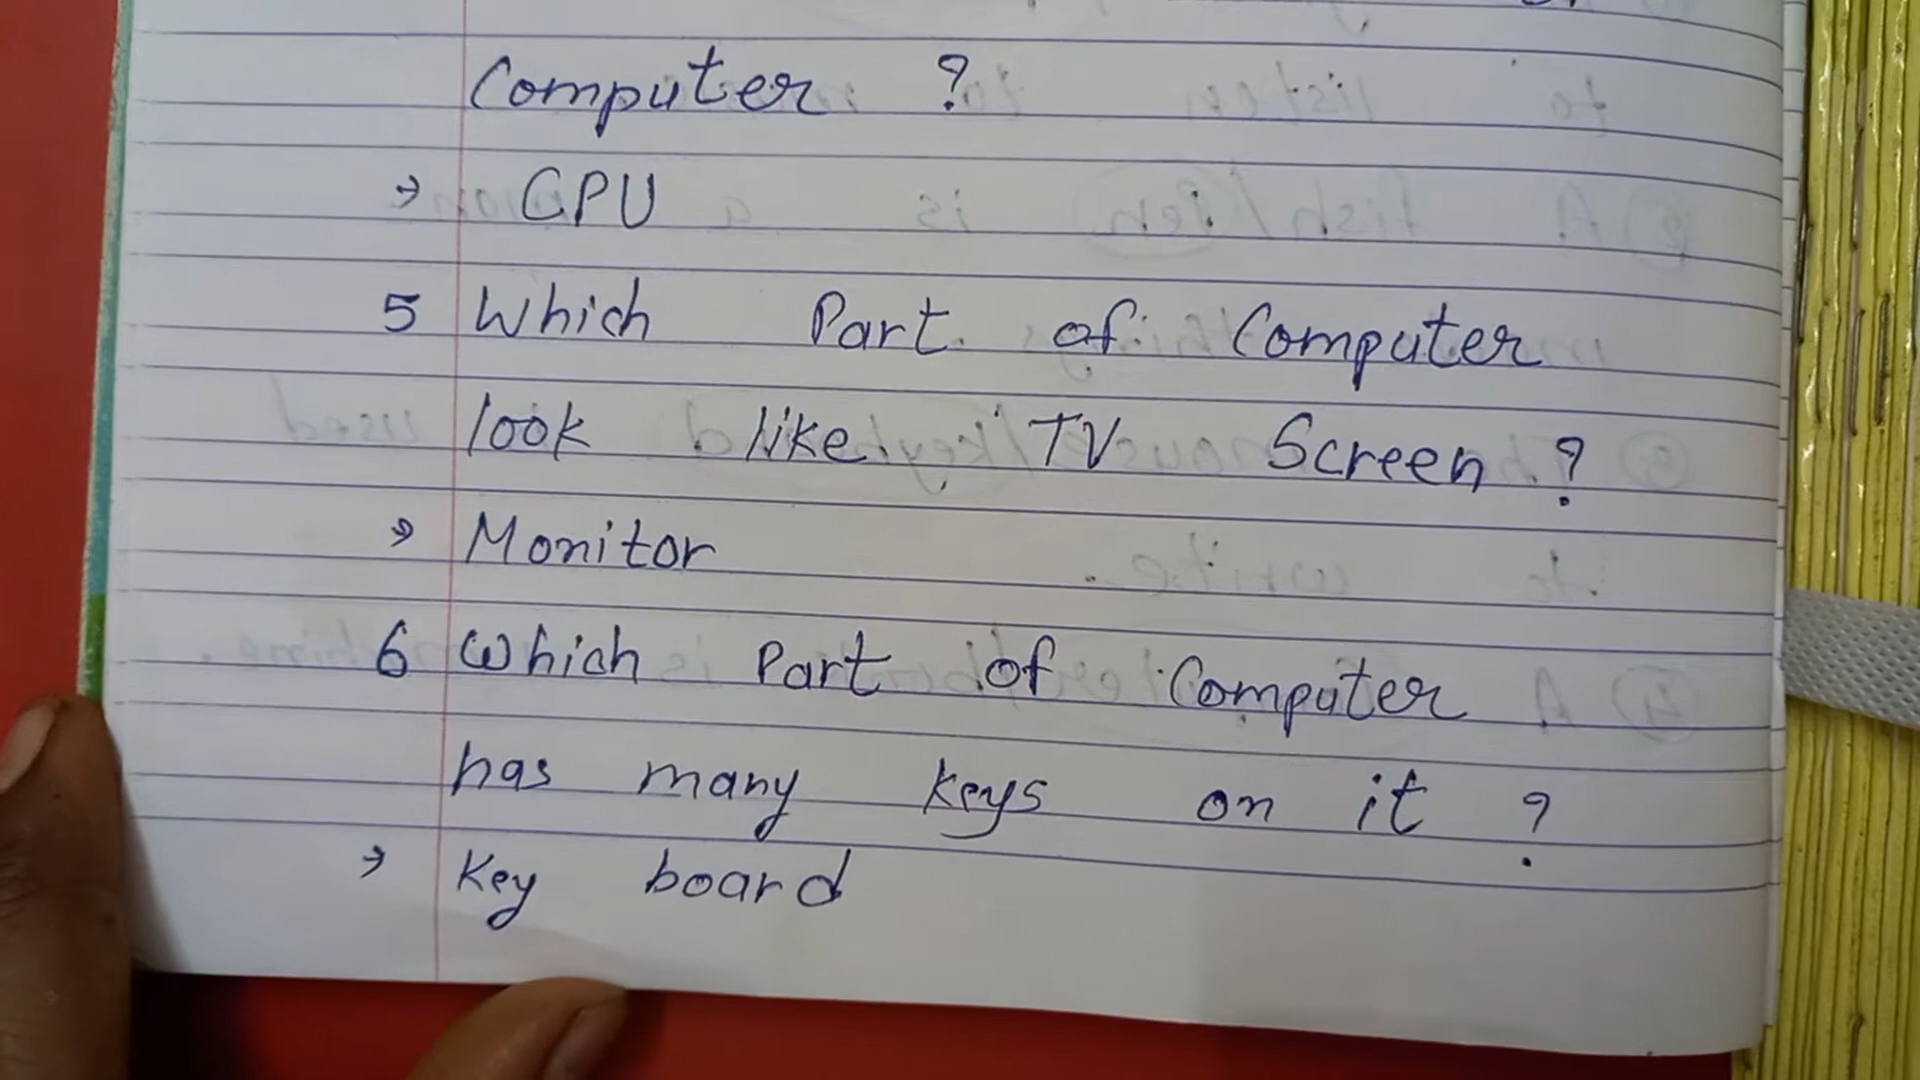 Computer ?
→ CPU
5 Which Part of Computer
look like TV Screen ?
→ Monitor
6 Which Part of Computer
has many keys on it ?
→ Key board